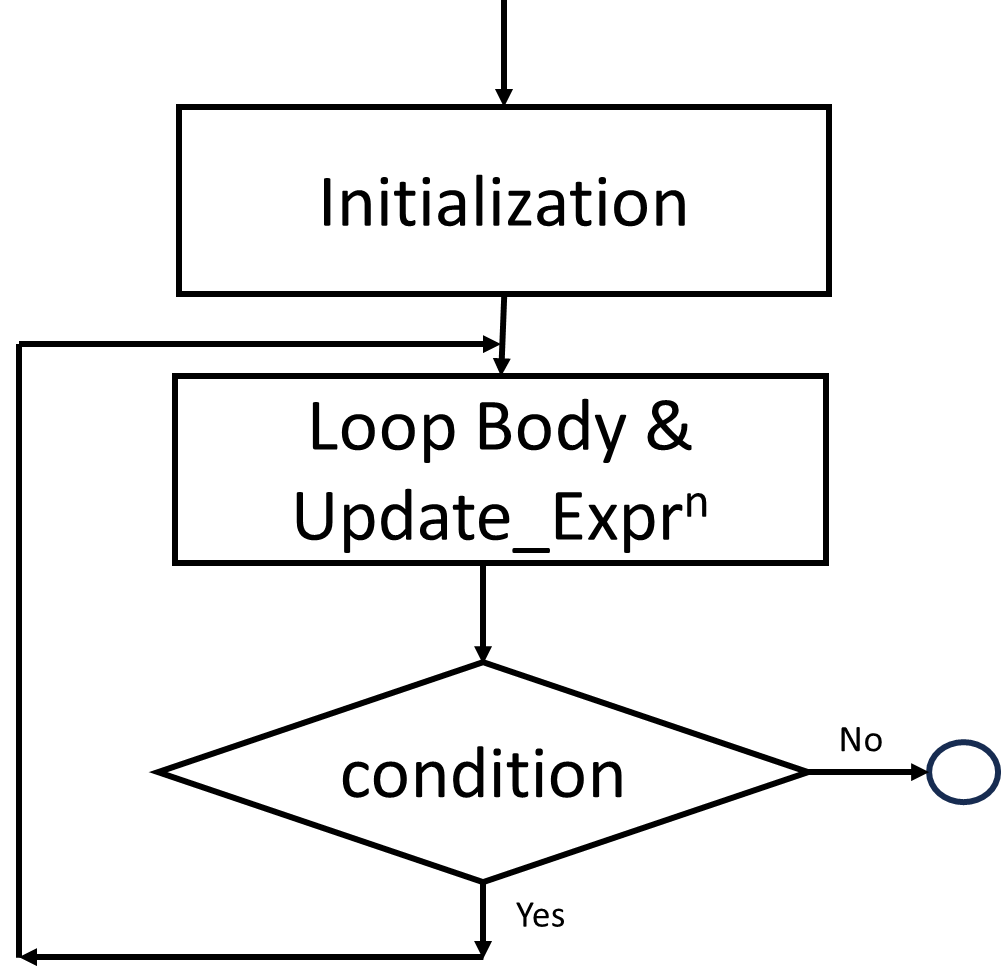 Initialization
Loop Body &
Update_Exprⁿ
condition
No
Yes